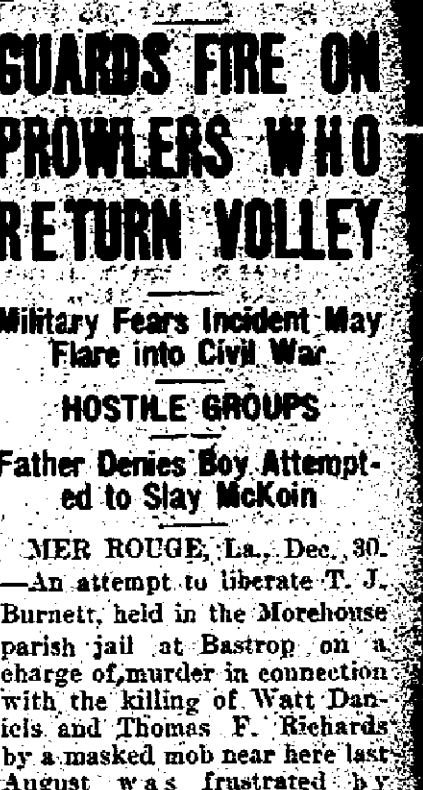 GUARDS FIRE ON
PROWLERS WHO
RETURN VOLLEY
Military Fears Incident May
Flare into Civil War
HOSTILE GROUPS
Father Denies Boy Attempt-
ed to Slay McKoin
MER ROUGE, La., Dec. 30.
—An attempt to liberate T. J.
Burnett, held in the Morehouse
parish jail at Bastrop on a
charge of murder in connection
with the killing of Watt Dan-
iels and Thomas F. Richards
by a masked mob near here last
August was frustrated by